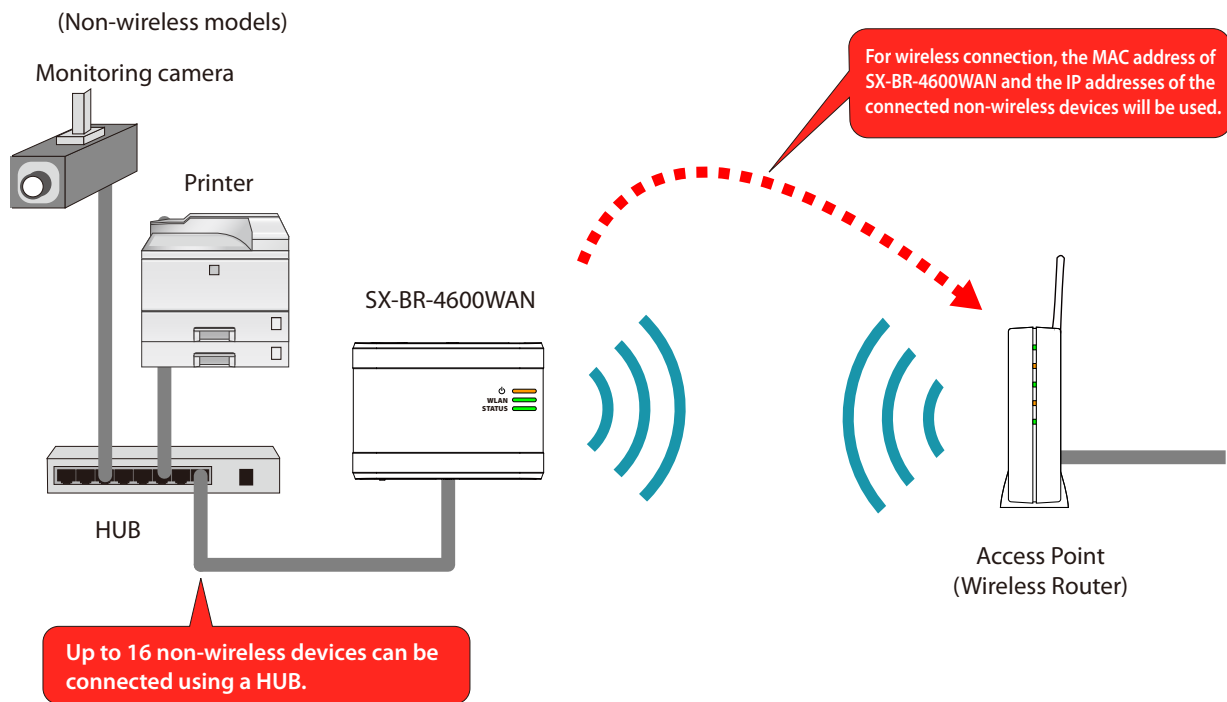 (Non-wireless models)
Monitoring camera
For wireless connection, the MAC address of
SX-BR-4600WAN and the IP addresses of the
connected non-wireless devices will be used.
Printer
SX-BR-4600WAN
WLAN
STATUS
HUB
Access Point
(Wireless Router)
Up to 16 non-wireless devices can be
connected using a HUB.